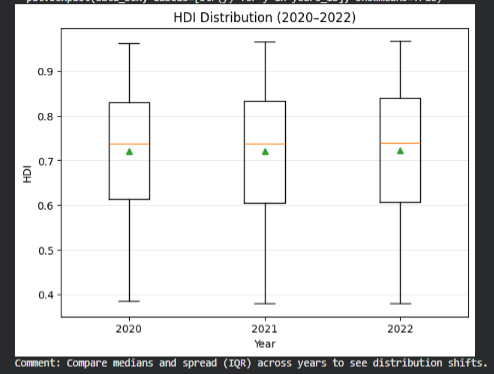 HDI Distribution (2020–2022)
HDI
0.9
0.8
0.7
0.6
0.5
0.4
2020 2021 2022
Year
Comment: Compare medians and spread (IQR) across years to see distribution shifts.